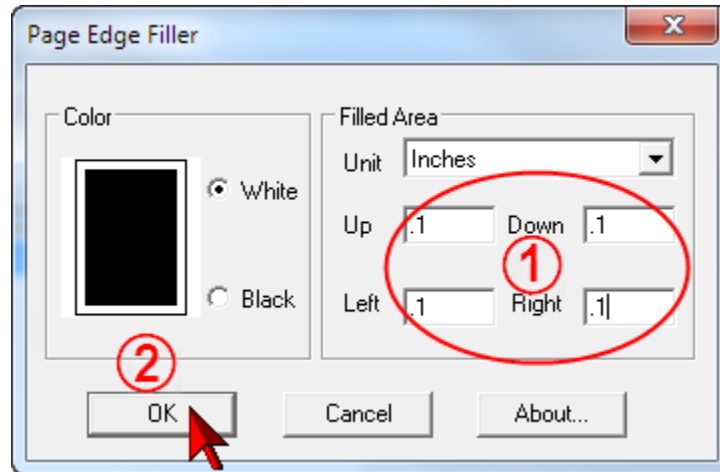 Page Edge Filler
Color
White
Black
Filled Area
Unit Inches
Up .1 Down .1
1
Left .1 Right .1
2
OK Cancel About...